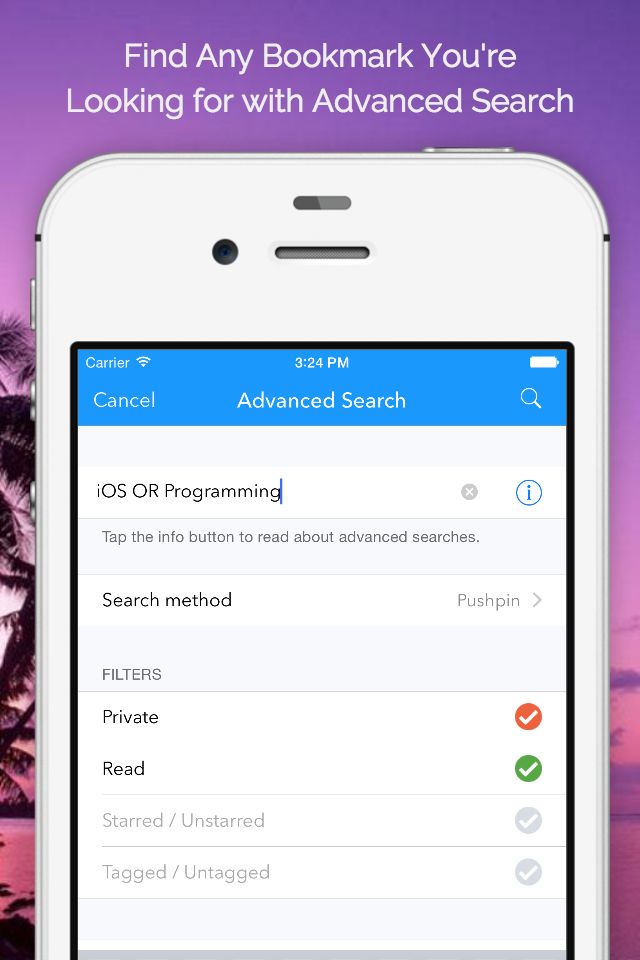 Find Any Bookmark You're
Looking for with Advanced Search
Carrier 3:24 PM
Cancel Advanced Search
iOS OR Programming
Tap the info button to read about advanced searches.
Search method Pushpin
FILTERS
Private
Read
Starred / Unstarred
Tagged / Untagged